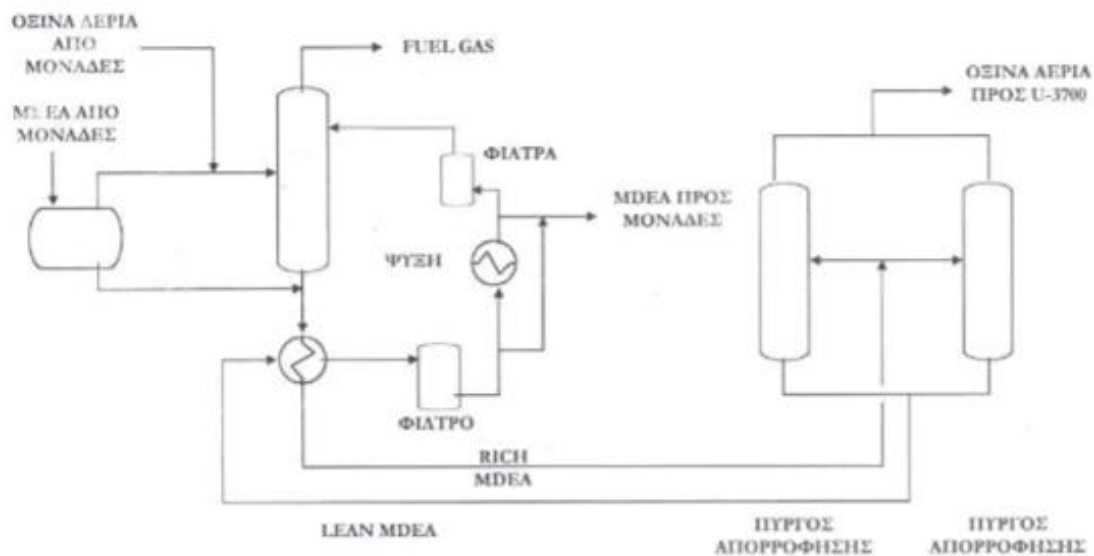 ΟΞΙΝΑ ΑΕΡΙΑ
ΑΠΟ
ΜΟΝΑΔΕΣ
FUEL GAS
ΟΞΙΝΑ ΑΕΡΙΑ
ΠΡΟΣ U-3700
ΑΠΟ
ΜΟΝΑΔΕΣ
ΦΙΛΤΡΑ
MDEA ΠΡΟΣ
ΜΟΝΑΔΕΣ
ΨΥΞΗ
ΦΙΛΤΡΟ
RICH
MDEA
LEAN MDEA
ΠΥΡΓΟΣ
ΑΠΟΡΡΟΦΗΣΗΣ
ΠΥΡΓΟΣ
ΑΠΟΡΡΟΦΗΣΗΣ